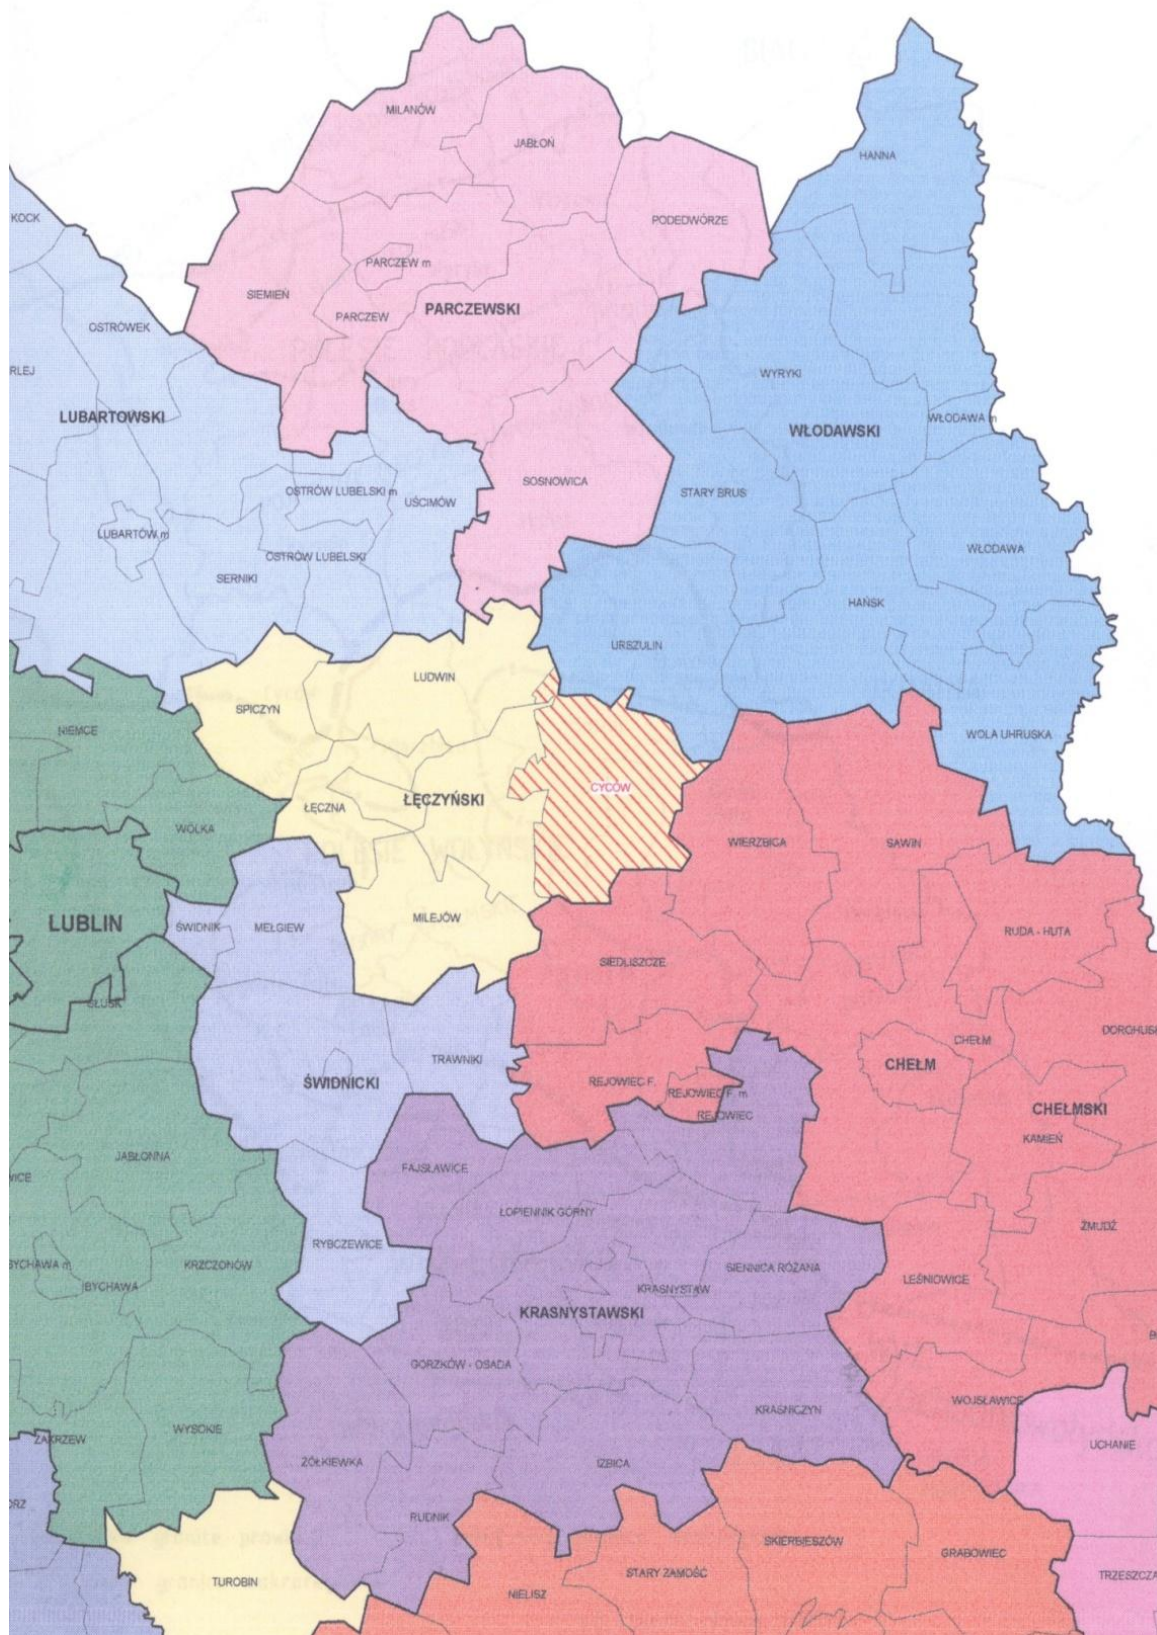 MILANÓW
JABŁOŃ
HANNA
KOCK
PODEDWÓRZE
PARCZEW m
SIEMIEŃ
PARCZEW
PARCZEWSKI
OSTRÓWEK
RLEJ
WYRYKI
LUBARTOWSKI
WŁODAWA m
WŁODAWSKI
SOSNOWICA
OSTRÓW LUBELSKI m
STARY BRUS
UŚCIMÓW
LUBARTÓW m
WŁODAWA
OSTRÓW LUBELSKI
SERNIKI
HAŃSK
URSZULIN
LUDWIN
SPICZYN
NIEMCE
WOLA UHRUSKA
CYCÓW
ŁĘCZNA
ŁĘCZYŃSKI
WÓLKA
WIERZBICA
SAWIN
MILEJÓW
LUBLIN
ŚWIDNIK
MEŁGIEW
RUDA - HUTA
SIEDLISZCZE
GŁUSK
DOROHUSK
CHEŁM
TRAWNIKI
CHEŁM
ŚWIDNICKI
REJOWIEC F.
REJOWIEC F. m
CHEŁMSKI
REJOWIEC
KAMIEŃ
JABŁONNA
FAJSŁAWICE
WICE
ŁOPIENNIK GÓRNY
ŻMUDŹ
RYBCZEWICE
BYCHAWA m
KRZCZONÓW
SIENNICA RÓŻANA
LEŚNIOWICE
BYCHAWA
KRASNYSTAW
KRASNYSTAWSKI
GORZKÓW - OSADA
WOJSŁAWICE
KRAŚNICZYN
WYSOKIE
ZAKRZEW
UCHANIE
ŻÓŁKIEWKA
IZBICA
ORZ
RUDNIK
SKIERBIESZÓW
GRABOWIEC
STARY ZAMOŚĆ
TRZESZCZA
TUROBIN
NIELISZ